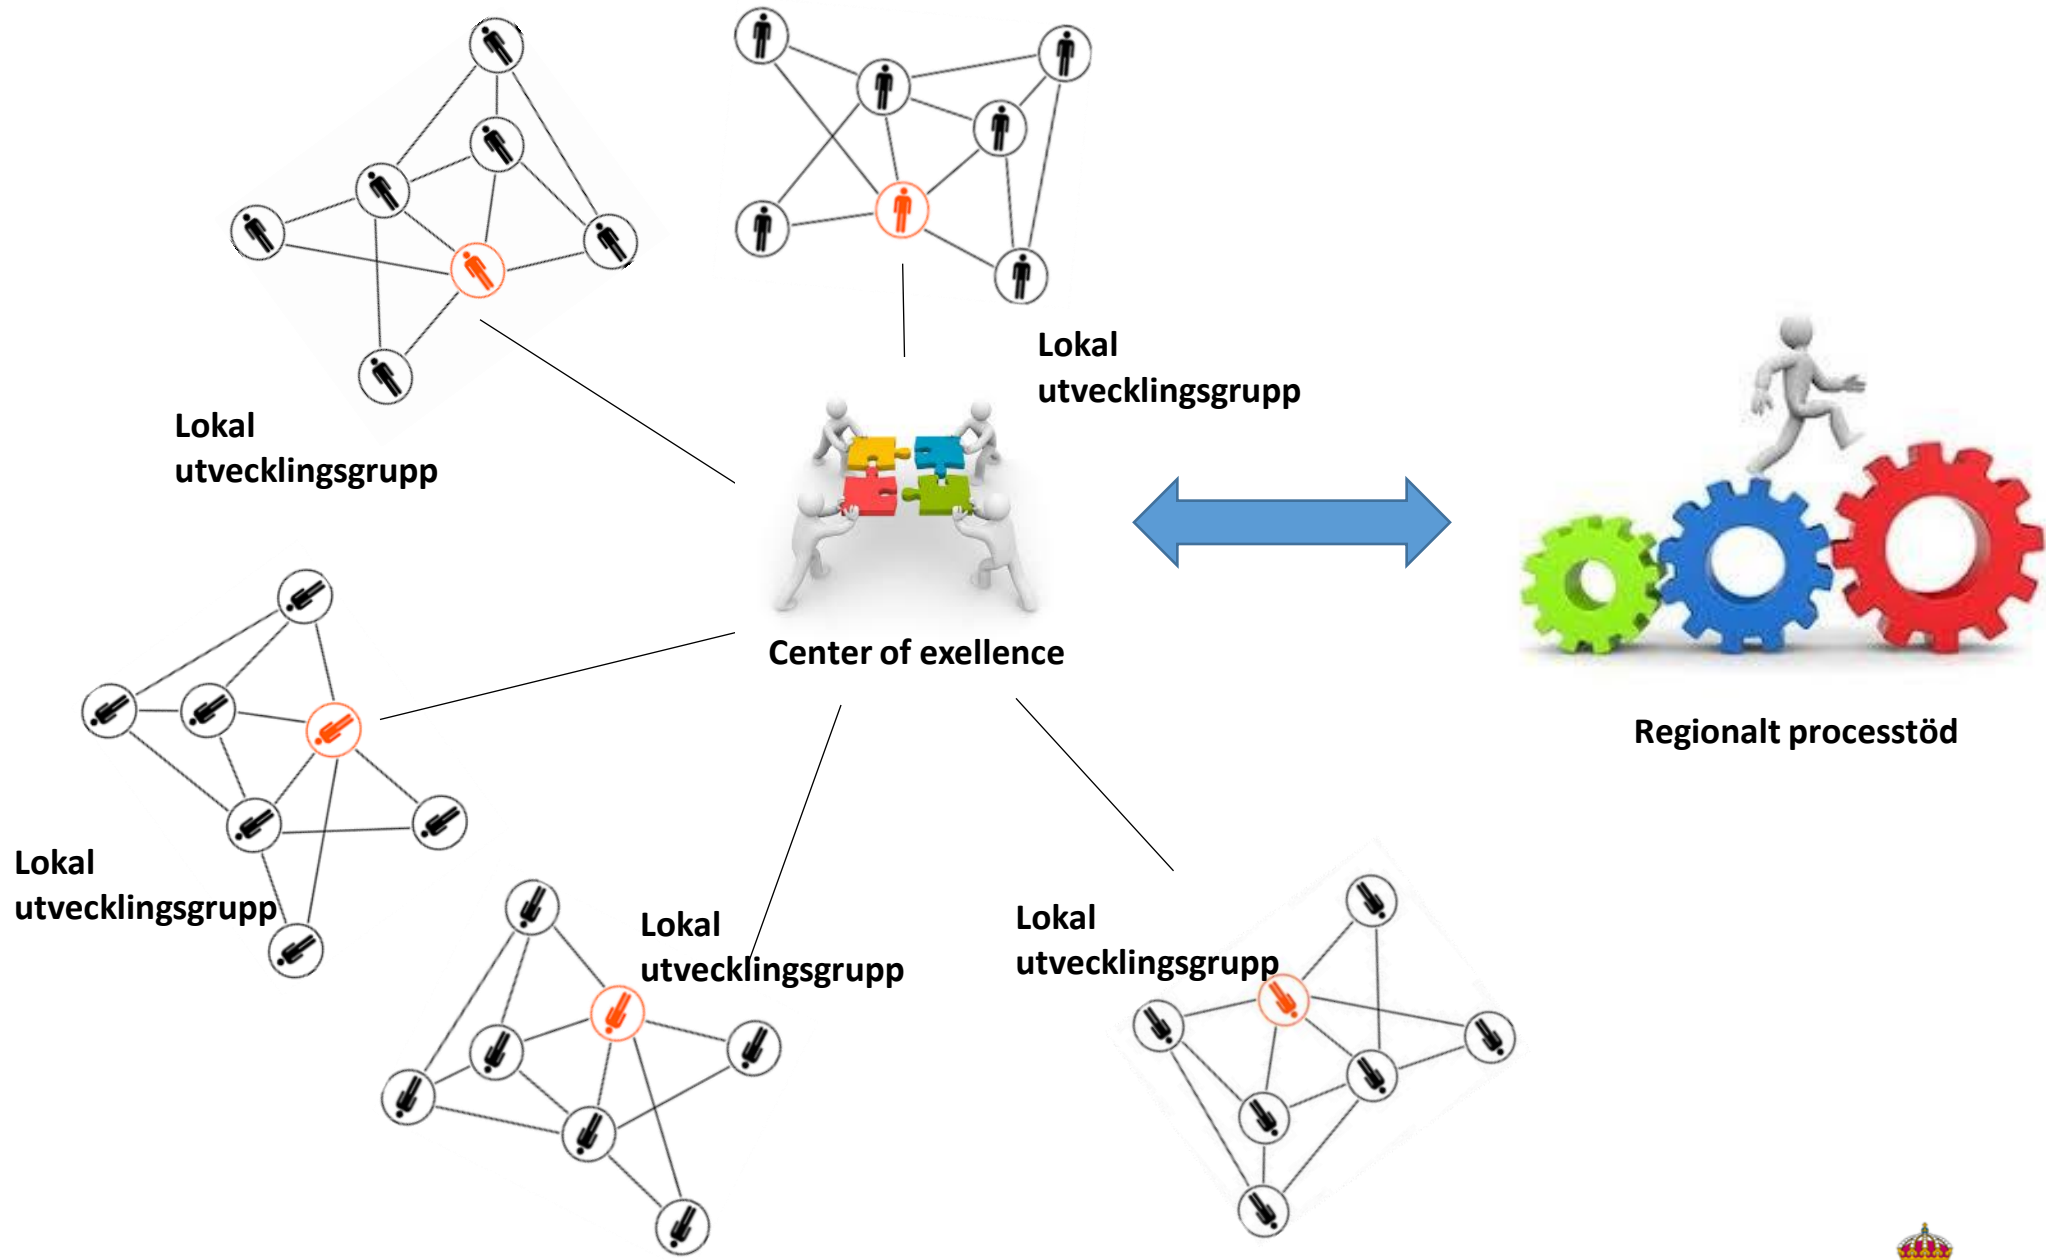 Lokal
utvecklingsgrupp
Lokal
utvecklingsgrupp
Center of exellence
Regionalt processtöd
Lokal
utvecklingsgrupp
Lokal
utvecklingsgrupp
Lokal
utvecklingsgrupp